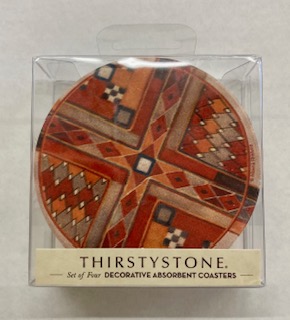 THIRSTYSTONE®
Set of Four DECORATIVE ABSORBENT COASTERS